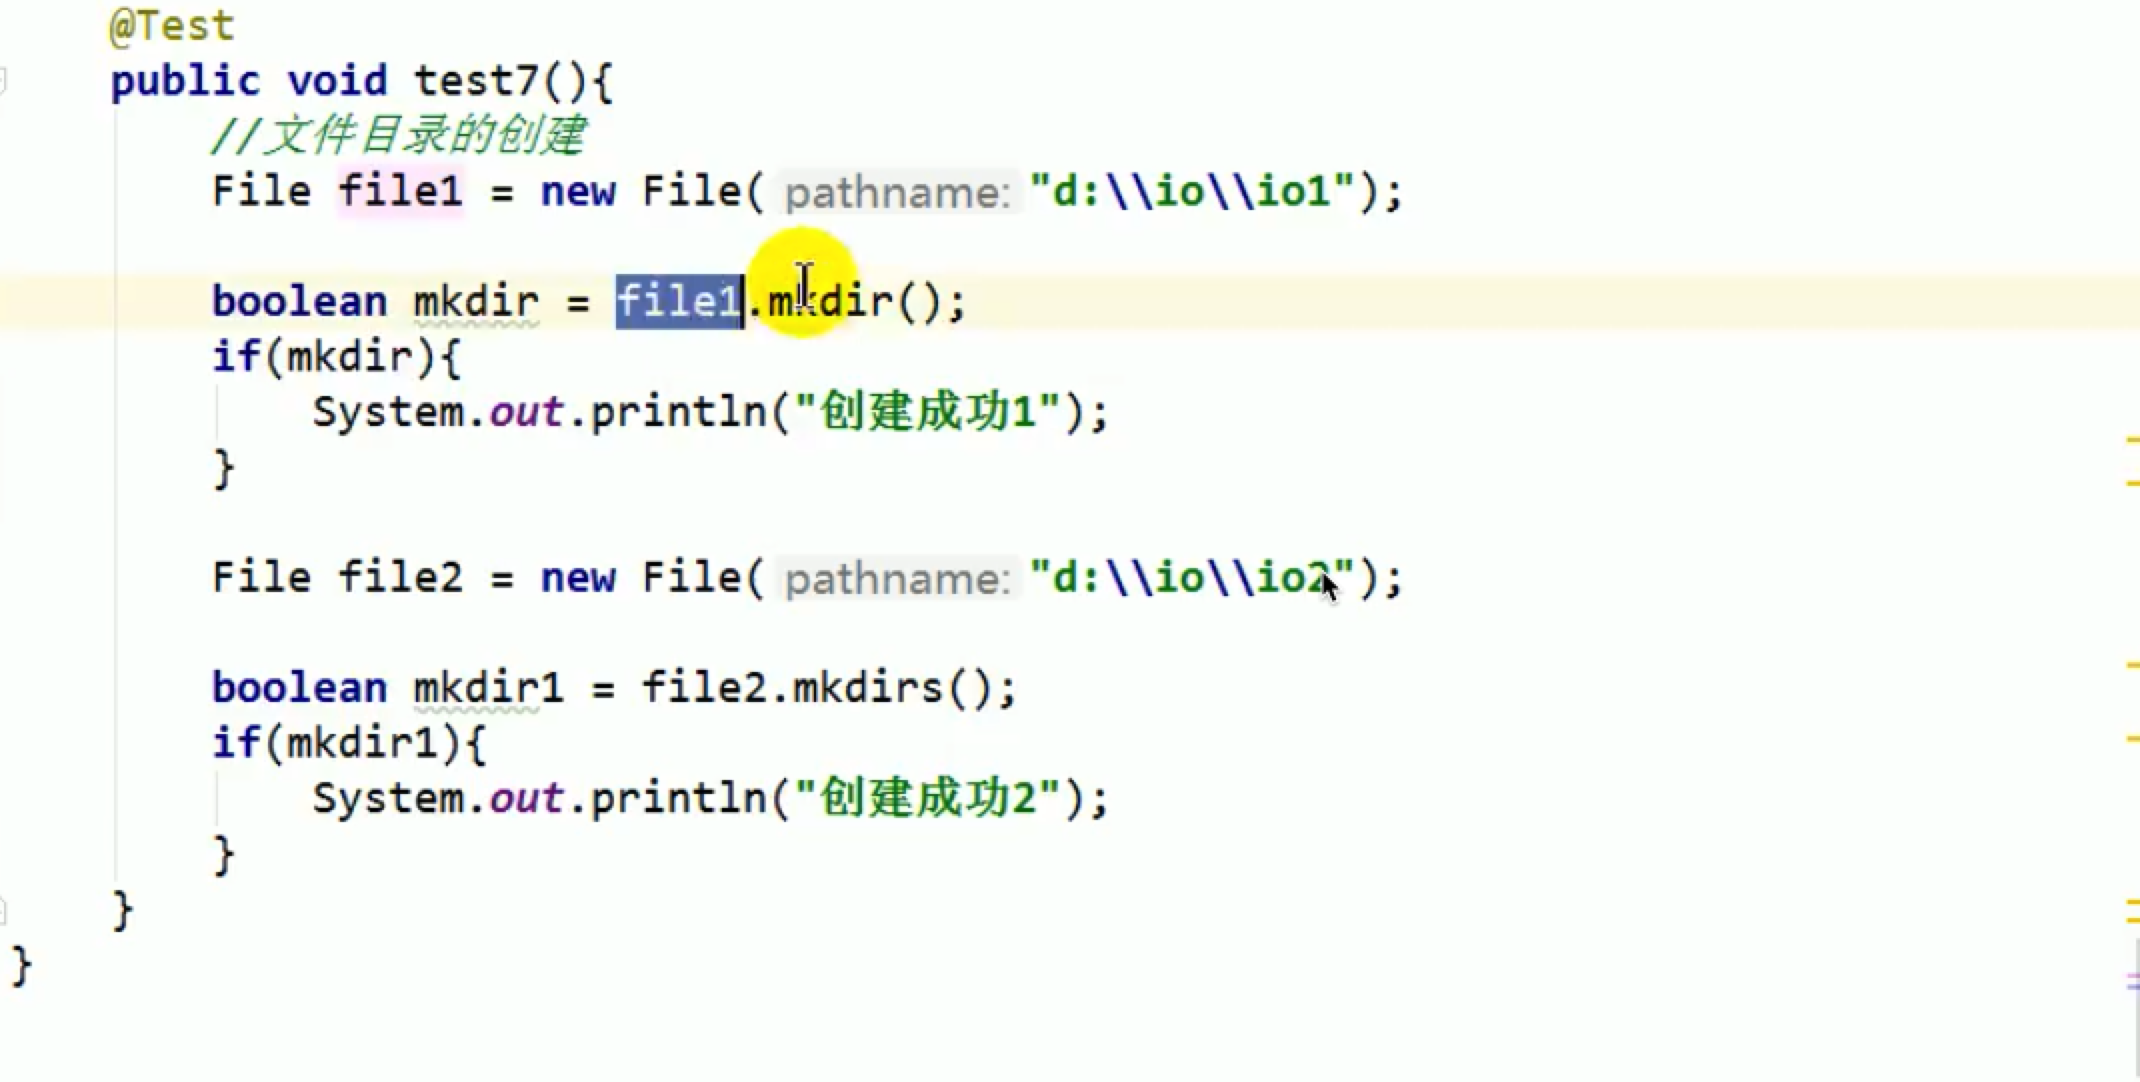 @Test
public void test7(){
//文件目录的创建
File file1 = new File( pathname: "d:\\io\\io1");
boolean mkdir = file1.mkdir();
if(mkdir){
System.out.println("创建成功1");
}
File file2 = new File( pathname: "d:\\io\\io2");
boolean mkdir1 = file2.mkdirs();
if(mkdir1){
System.out.println("创建成功2");
}
}
}